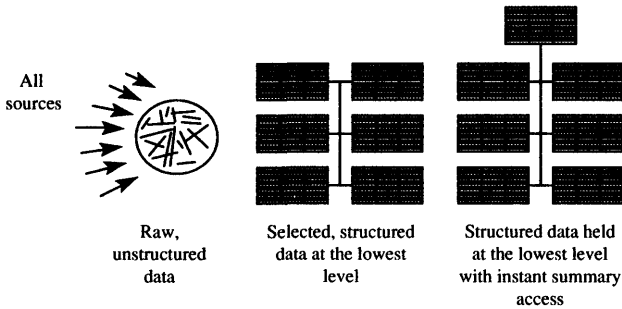 All
sources
Raw,
unstructured
data
Selected, structured
data at the lowest
level
Structured data held
at the lowest level
with instant summary
access